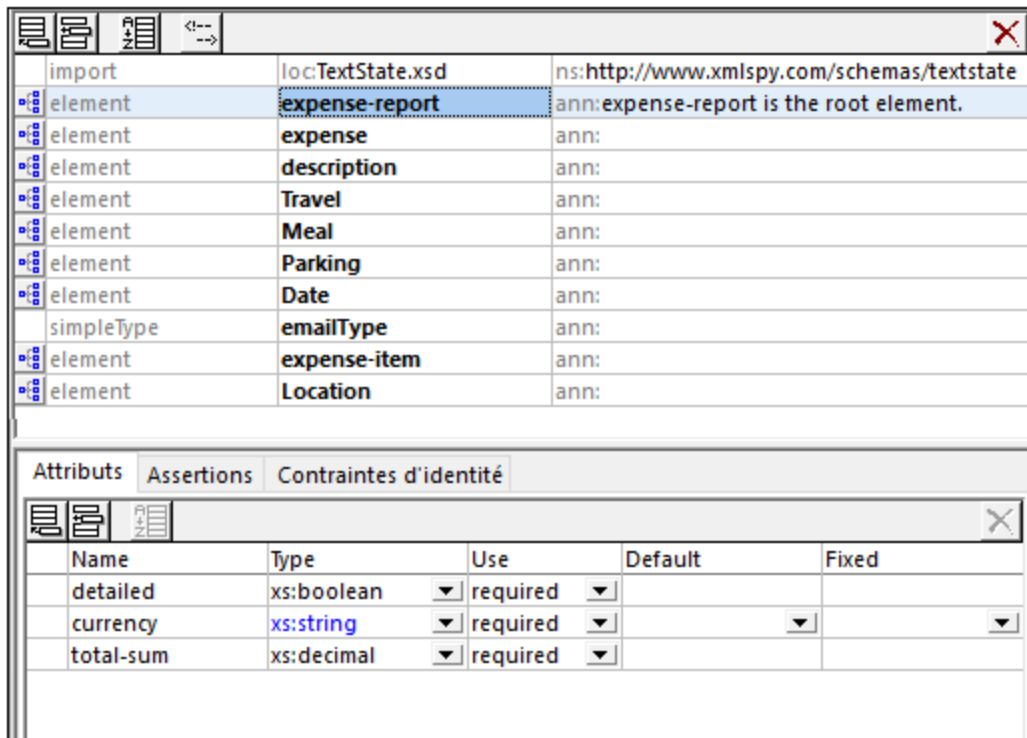 import loc:TextState.xsd ns:http://www.xmlspy.com/schemas/textstate
element expense-report ann:expense-report is the root element.
element expense ann:
element description ann:
element Travel ann:
element Meal ann:
element Parking ann:
element Date ann:
simpleType emailType ann:
element expense-item ann:
element Location ann:
Attributs Assertions Contraintes d'identité
Name Type Use Default Fixed
detailed xs:boolean required
currency xs:string required
total-sum xs:decimal required